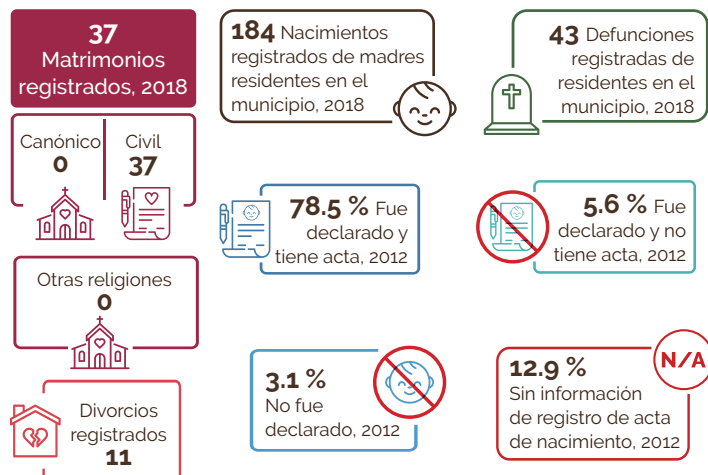 37
Matrimonios
registrados, 2018
Canónico
0
Civil
37
Otras religiones
0
Divorcios
registrados
11
184 Nacimientos
registrados de madres
residentes en el
municipio, 2018
43 Defunciones
registradas de
residentes en el
municipio, 2018
78.5 % Fue
declarado y
tiene acta, 2012
5.6 % Fue
declarado y no
tiene acta, 2012
3.1 %
No fue
declarado, 2012
N/A
12.9 %
Sin información
de registro de acta
de nacimiento, 2012